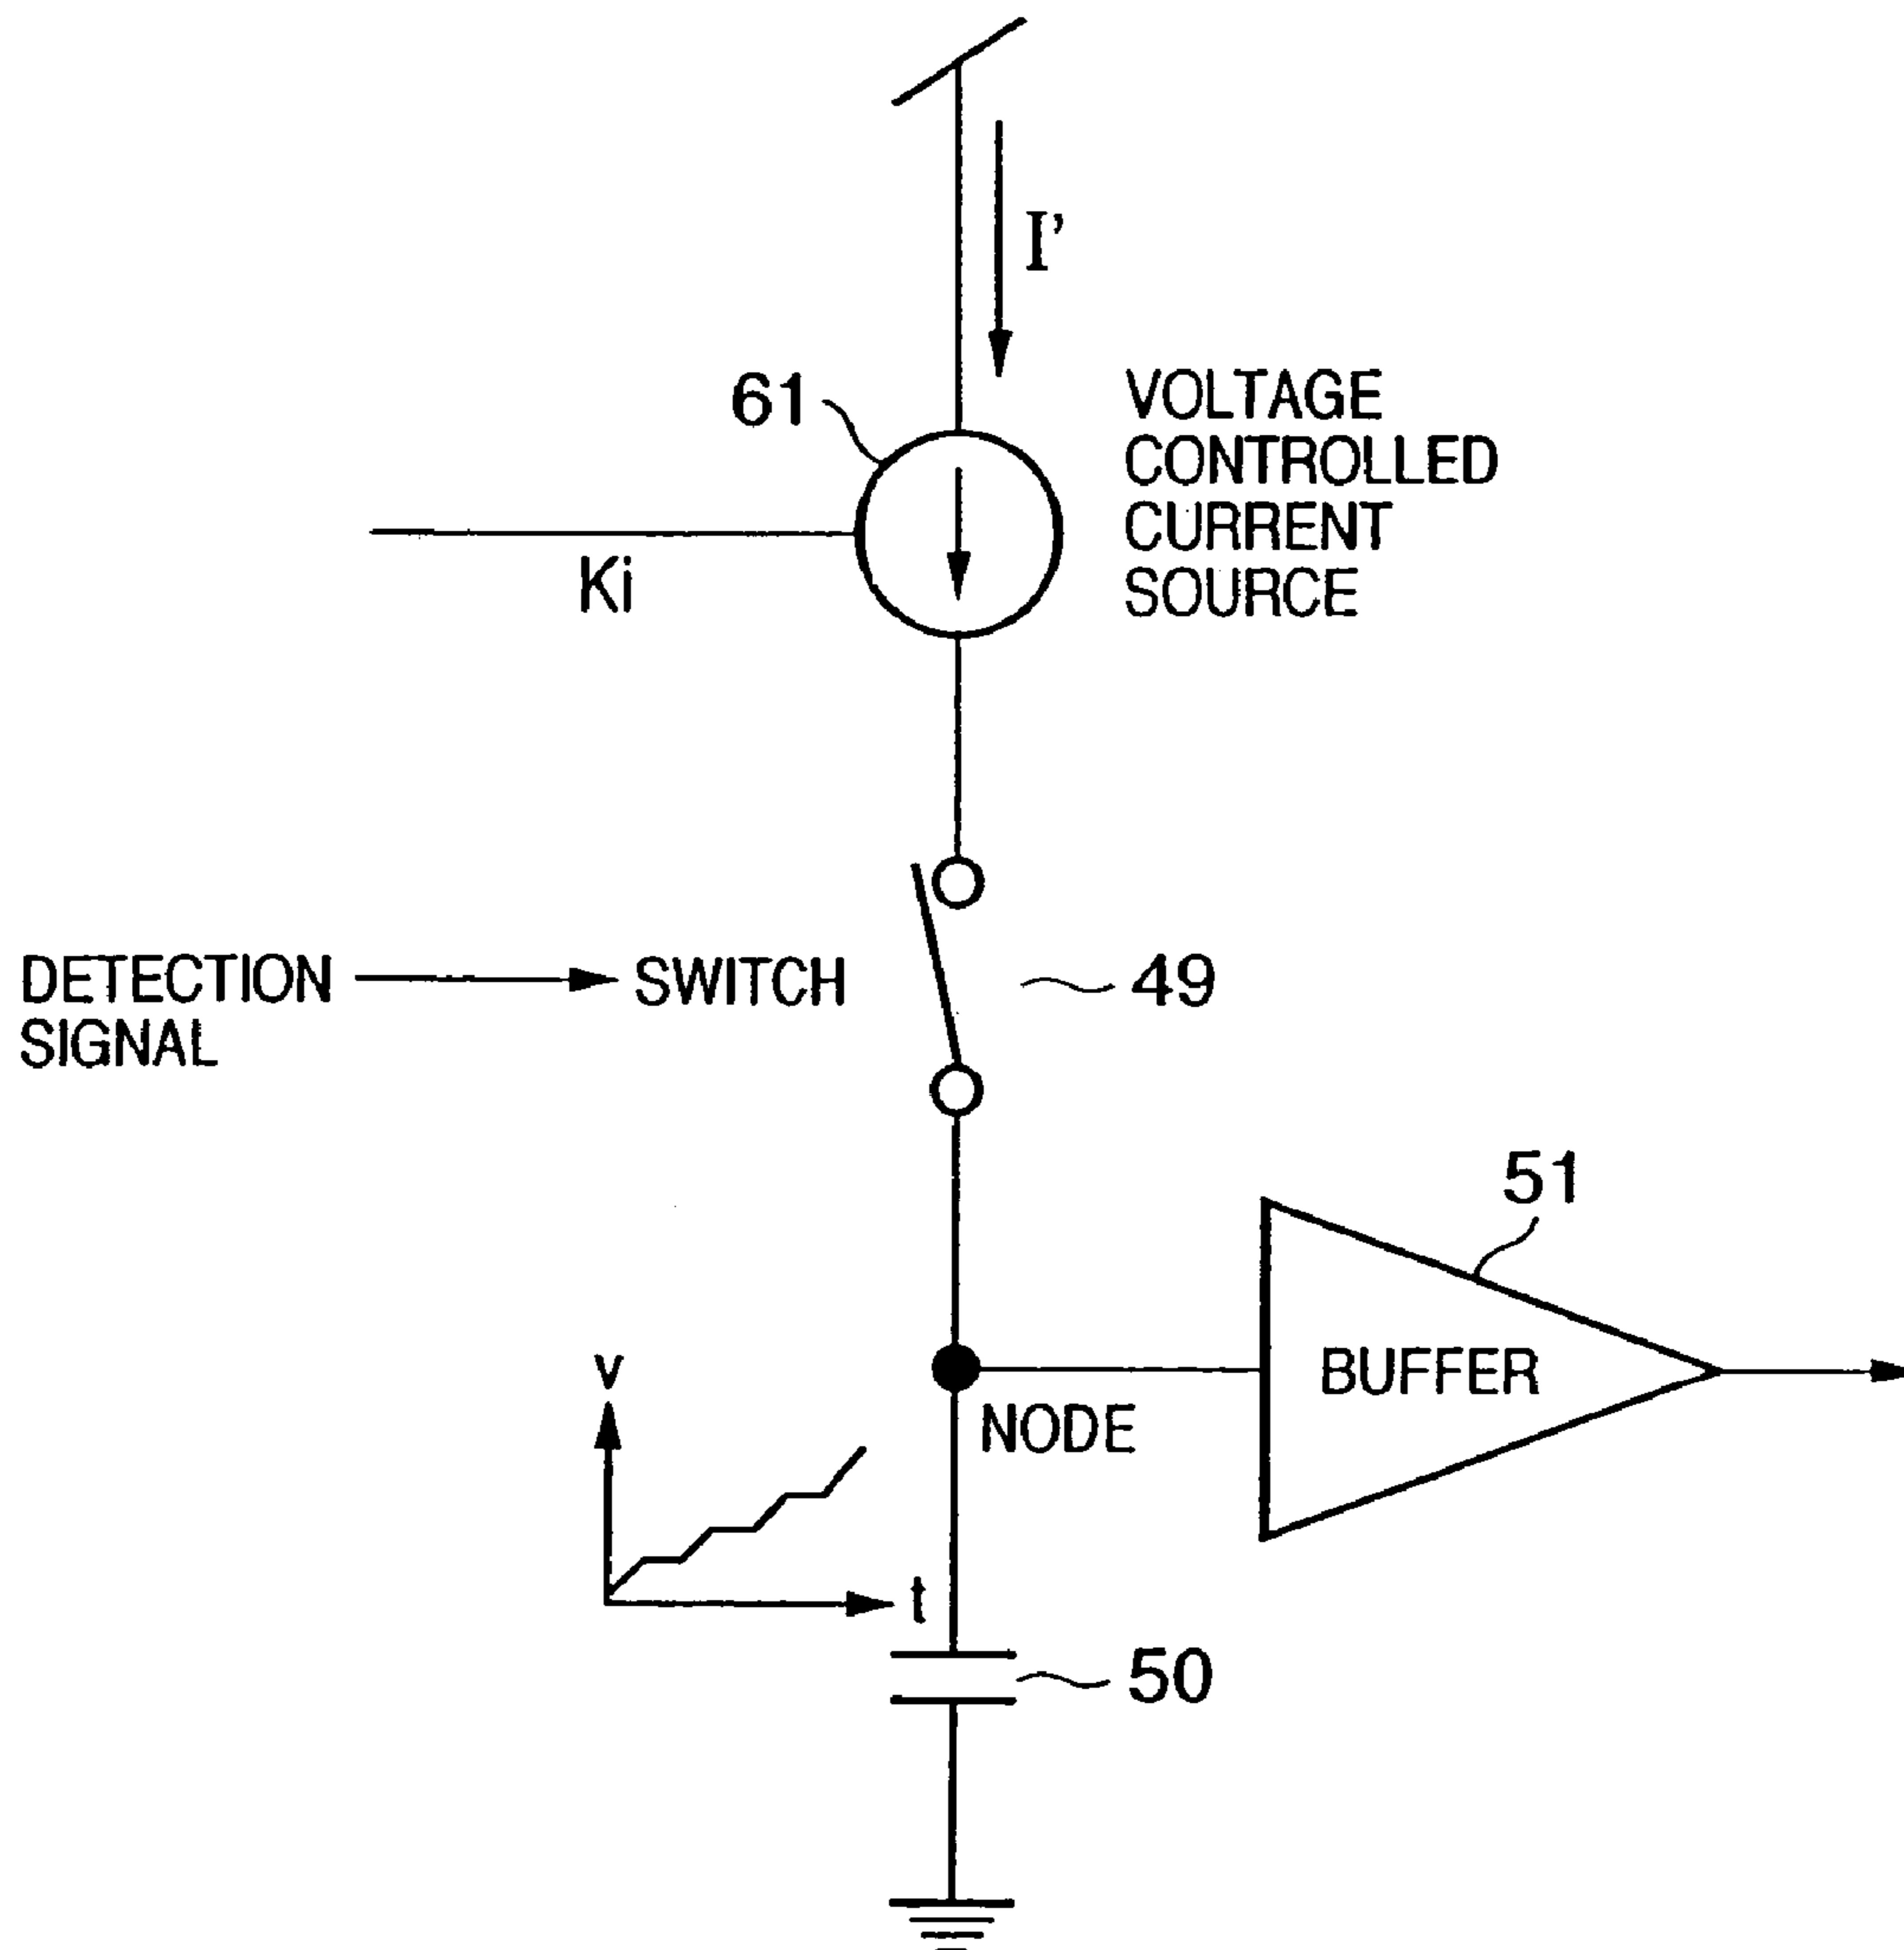 I’
61
VOLTAGE
CONTROLLED
CURRENT
SOURCE
Ki
DETECTION
SIGNAL
SWITCH
49
51
BUFFER
NODE
v
t
50